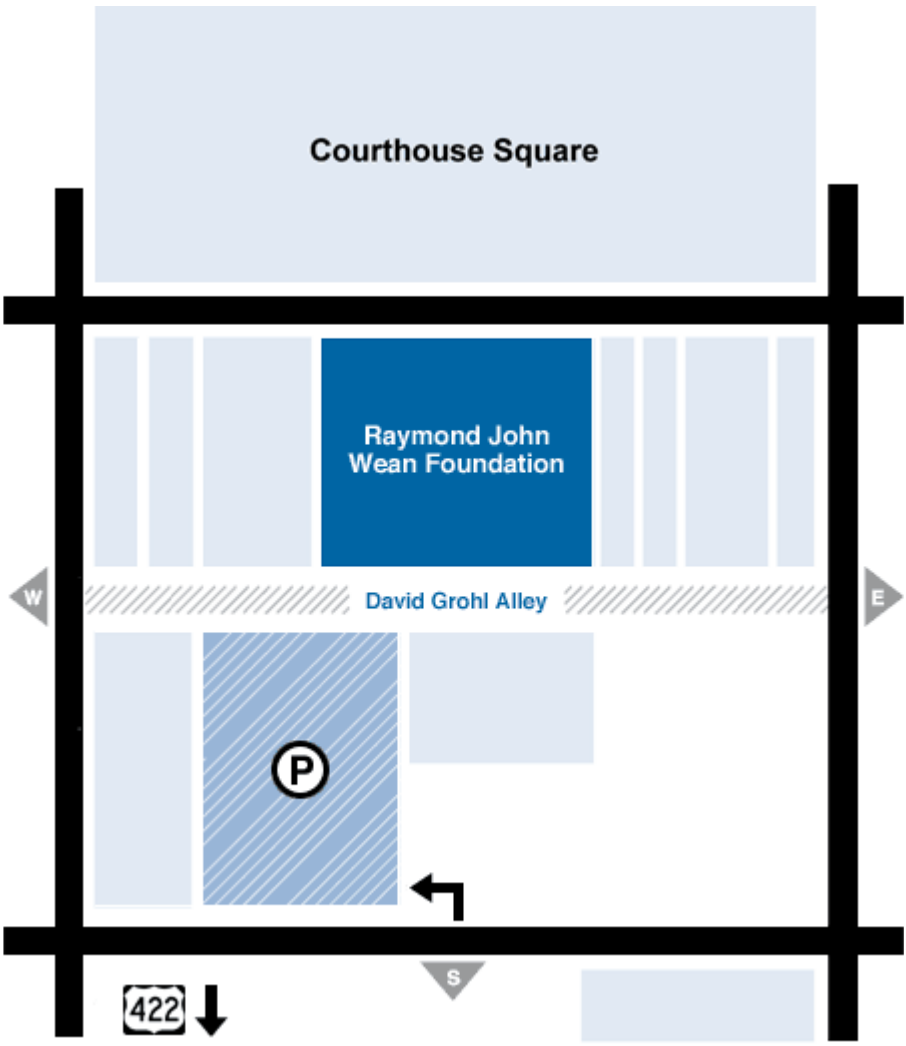 Courthouse Square
Raymond John
Wean Foundation
W
David Grohl Alley
E
P
S
422